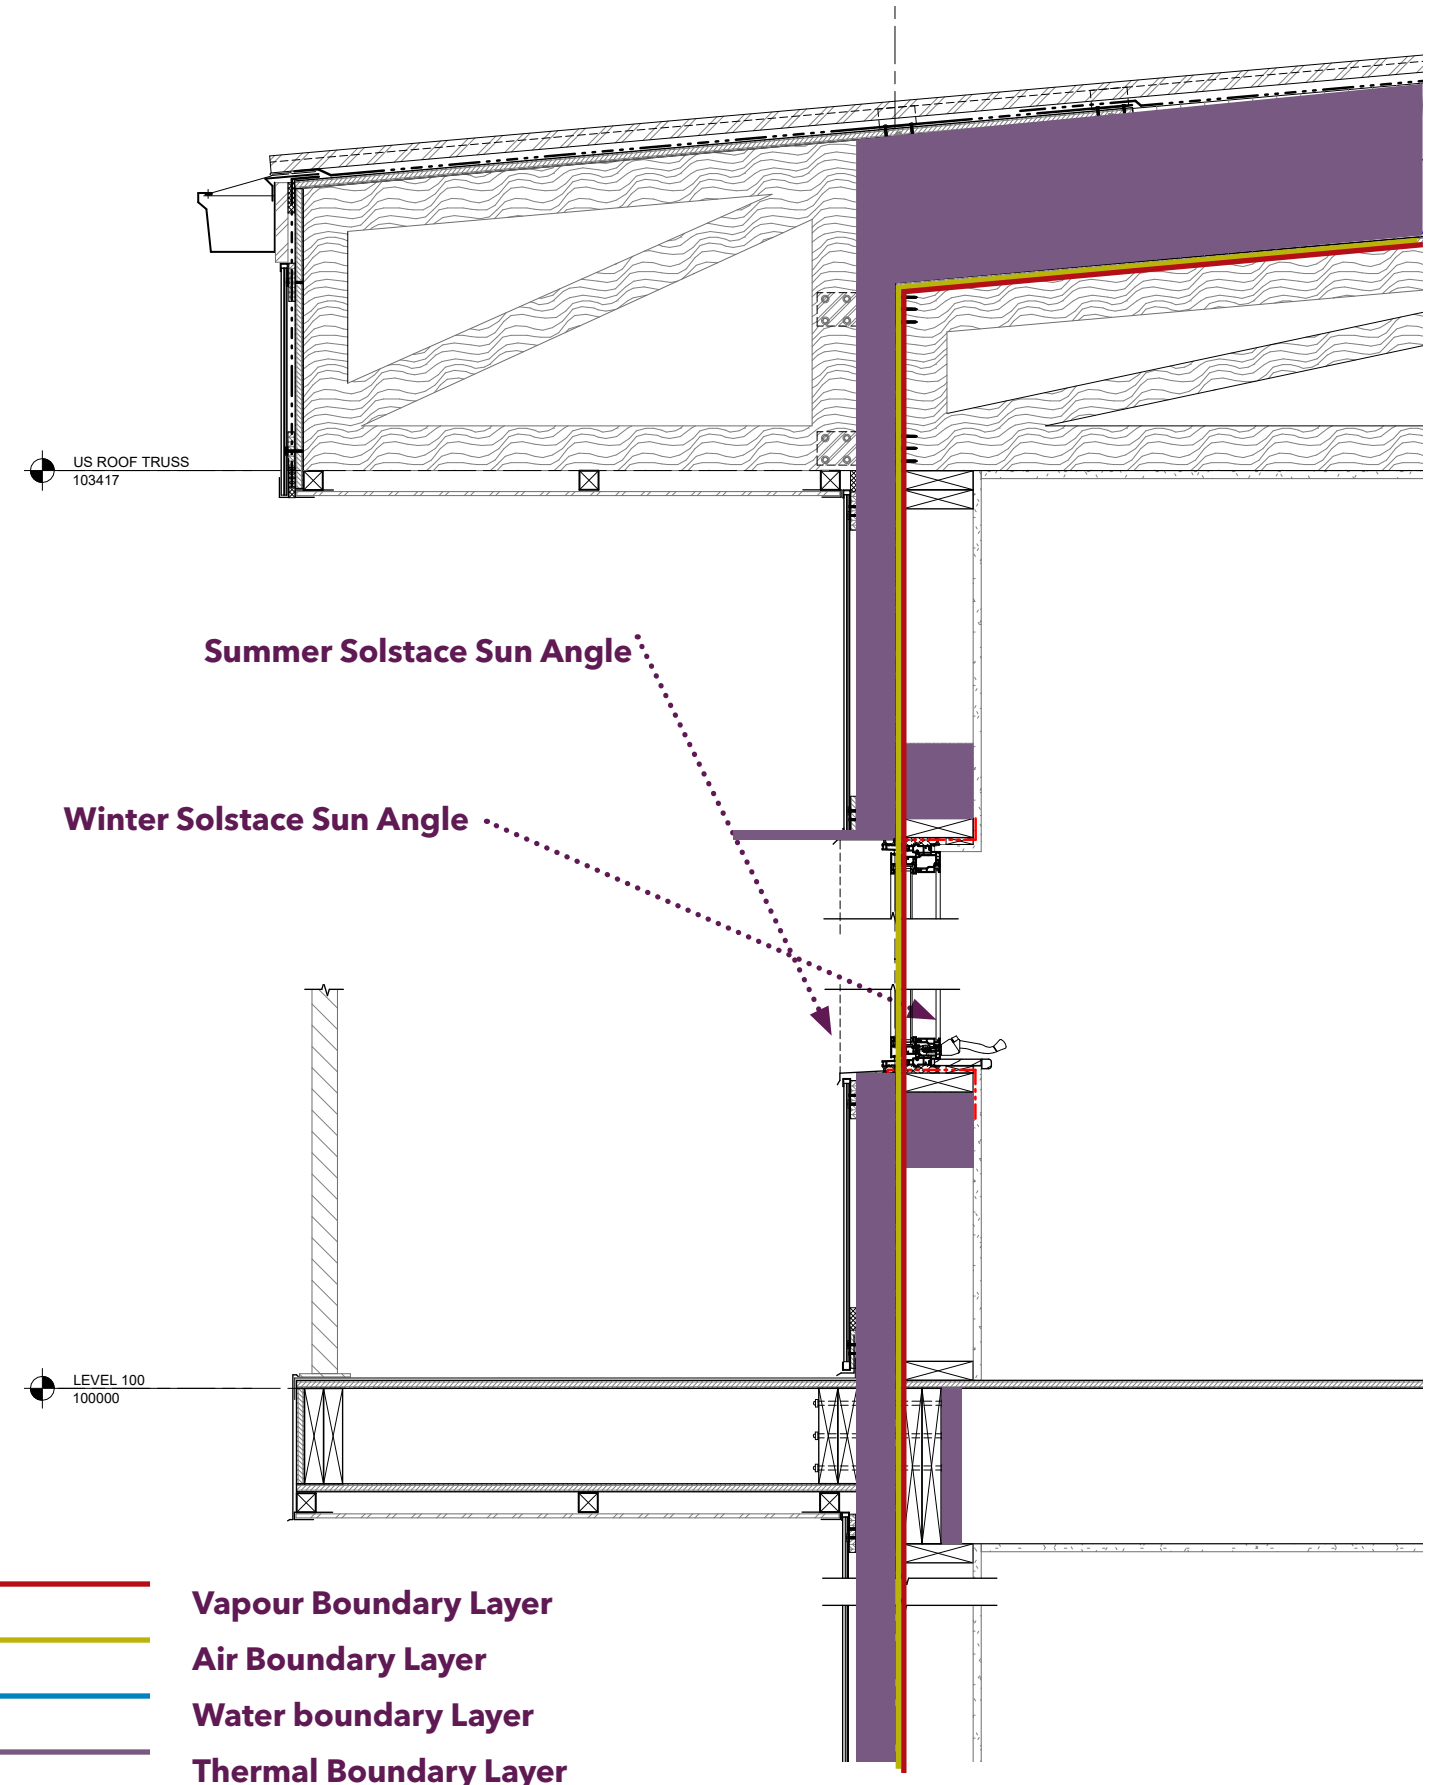 US ROOF TRUSS
103417
Summer Solstace Sun Angle
Winter Solstace Sun Angle
LEVEL 100
100000
Vapour Boundary Layer
Air Boundary Layer
Water boundary Layer
Thermal Boundary Layer